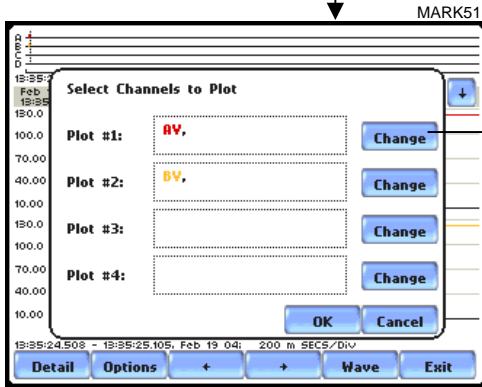 MARK51
A
B
C
D
13:35:2
Feb
13:35
Select Channels to Plot
↓
130.0
100.0
70.00
40.00
10.00
130.0
100.0
70.00
40.00
10.00
Plot #1: AV, Change
Plot #2: BV, Change
Plot #3: Change
Plot #4: Change
OK Cancel
13:35:24.508 - 13:35:25.105, Feb 19 04; 200 m SECS/DiV
Detail Options ← → Wave Exit